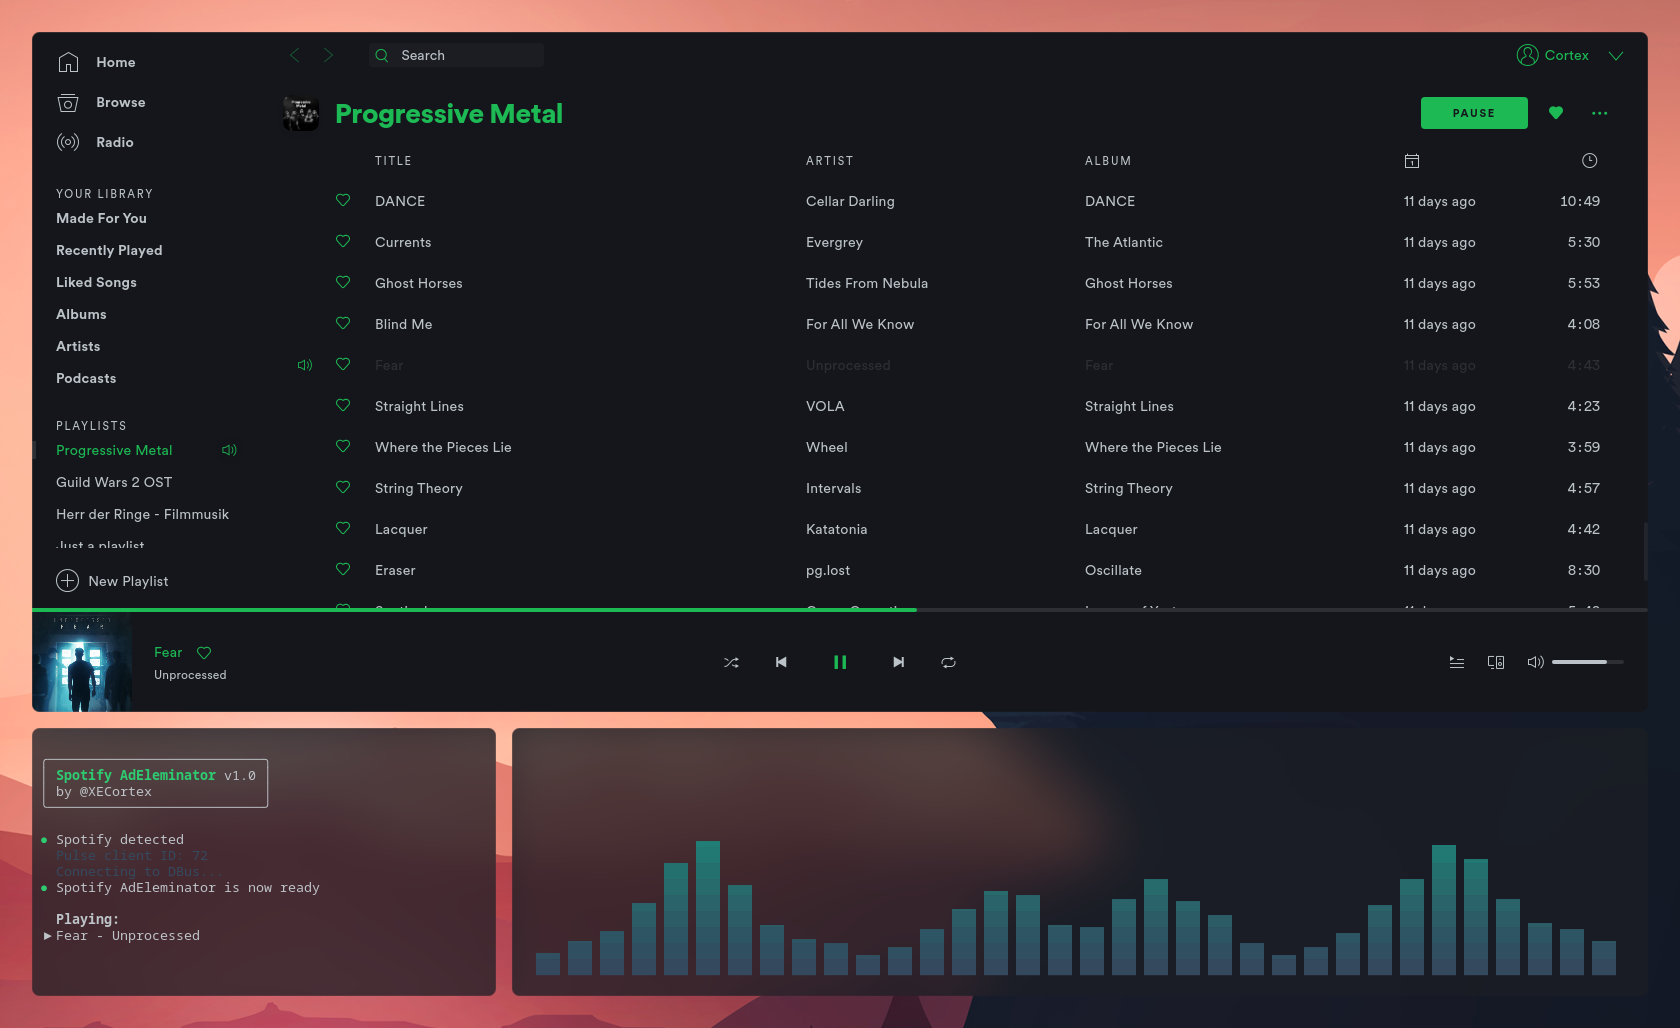 Home
Browse
Radio
YOUR LIBRARY
Made For You
Recently Played
Liked Songs
Albums
Artists
Podcasts
PLAYLISTS
Progressive Metal
Guild Wars 2 OST
Herr der Ringe - Filmmusik
Just a playlist
New Playlist
Search
Cortex
Progressive Metal
PAUSE
TITLE ARTIST ALBUM
DANCE Cellar Darling DANCE 11 days ago 10:49
Currents Evergrey The Atlantic 11 days ago 5:30
Ghost Horses Tides From Nebula Ghost Horses 11 days ago 5:53
Blind Me For All We Know For All We Know 11 days ago 4:08
Fear Unprocessed Fear 11 days ago 4:43
Straight Lines VOLA Straight Lines 11 days ago 4:23
Where the Pieces Lie Wheel Where the Pieces Lie 11 days ago 3:59
String Theory Intervals String Theory 11 days ago 4:57
Lacquer Katatonia Lacquer 11 days ago 4:42
Eraser pg.lost Oscillate 11 days ago 8:30
FEAR
Fear
Unprocessed
Spotify AdEleminator v1.0
by @XECortex
Spotify detected
Pulse client ID: 72
Connecting to DBus...
Spotify AdEleminator is now ready
Playing:
Fear - Unprocessed